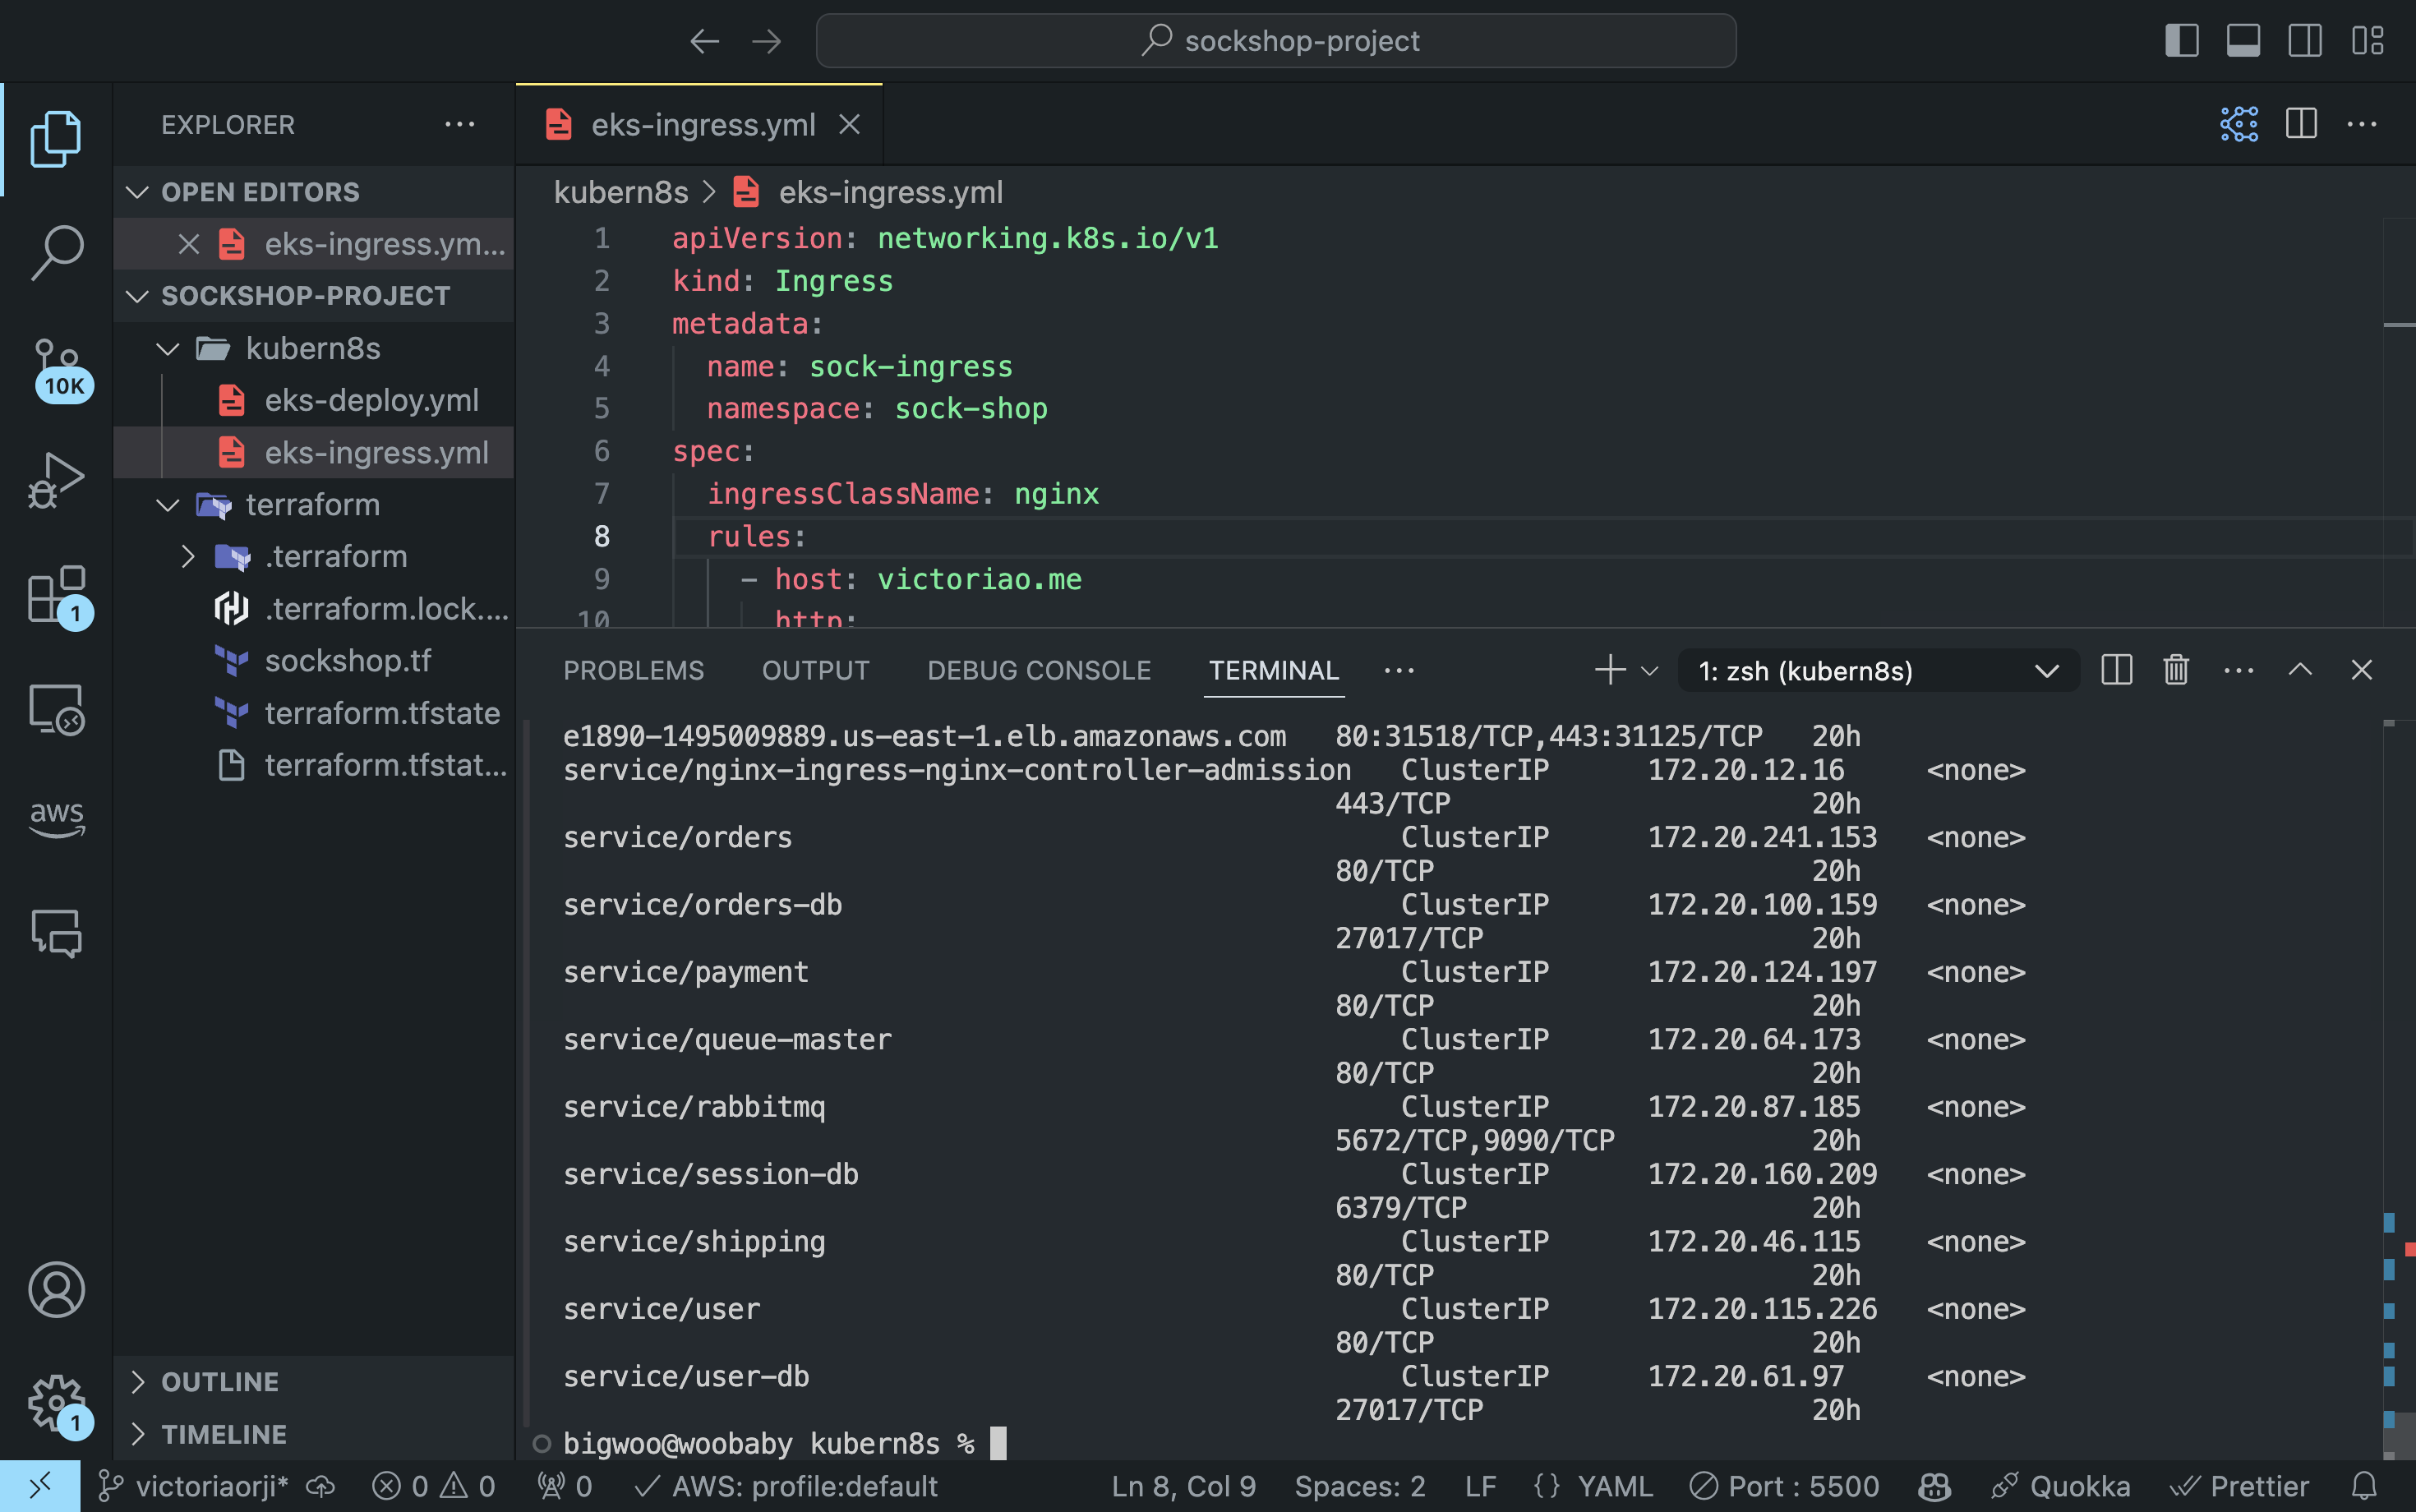 sockshop-project
EXPLORER
OPEN EDITORS
eks-ingress.ym...
SOCKSHOP-PROJECT
kubern8s
eks-deploy.yml
eks-ingress.yml
terraform
.terraform
.terraform.lock....
sockshop.tf
terraform.tfstate
terraform.tfstat...
OUTLINE
TIMELINE
10K
1
aws
1
eks-ingress.yml
kubern8s > eks-ingress.yml
1 apiVersion: networking.k8s.io/v1
2 kind: Ingress
3 metadata:
4 name: sock-ingress
5 namespace: sock-shop
6 spec:
7 ingressClassName: nginx
8 rules:
9 - host: victoriao.me
10 http:
PROBLEMS OUTPUT DEBUG CONSOLE TERMINAL 1: zsh (kubern8s)
e1890-1495009889.us-east-1.elb.amazonaws.com 80:31518/TCP,443:31125/TCP 20h
service/nginx-ingress-nginx-controller-admission ClusterIP 172.20.12.16 <none>
443/TCP 20h
service/orders ClusterIP 172.20.241.153 <none>
80/TCP 20h
service/orders-db ClusterIP 172.20.100.159 <none>
27017/TCP 20h
service/payment ClusterIP 172.20.124.197 <none>
80/TCP 20h
service/queue-master ClusterIP 172.20.64.173 <none>
80/TCP 20h
service/rabbitmq ClusterIP 172.20.87.185 <none>
5672/TCP,9090/TCP 20h
service/session-db ClusterIP 172.20.160.209 <none>
6379/TCP 20h
service/shipping ClusterIP 172.20.46.115 <none>
80/TCP 20h
service/user ClusterIP 172.20.115.226 <none>
80/TCP 20h
service/user-db ClusterIP 172.20.61.97 <none>
27017/TCP 20h
bigwoo@woobaby kubern8s %
victoriaorji* 0 0 0 AWS: profile:default Ln 8, Col 9 Spaces: 2 LF {} YAML Port : 5500 Quokka Prettier